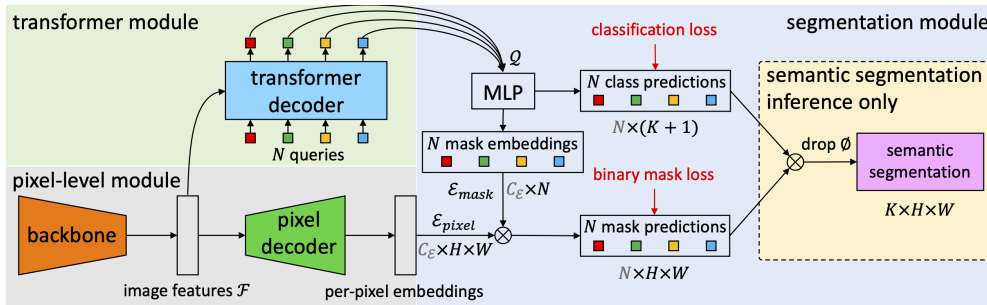 transformer module
segmentation module
classification loss
𝒬
transformer
decoder
MLP
N class predictions
semantic segmentation
inference only
N×(K + 1)
N queries
N mask embeddings
drop ∅
semantic
segmentation
K×H×W
pixel-level module
ℰmask
Cℰ×N
binary mask loss
backbone
pixel
decoder
ℰpixel
Cℰ×H×W
N mask predictions
N×H×W
image features ℱ
per-pixel embeddings